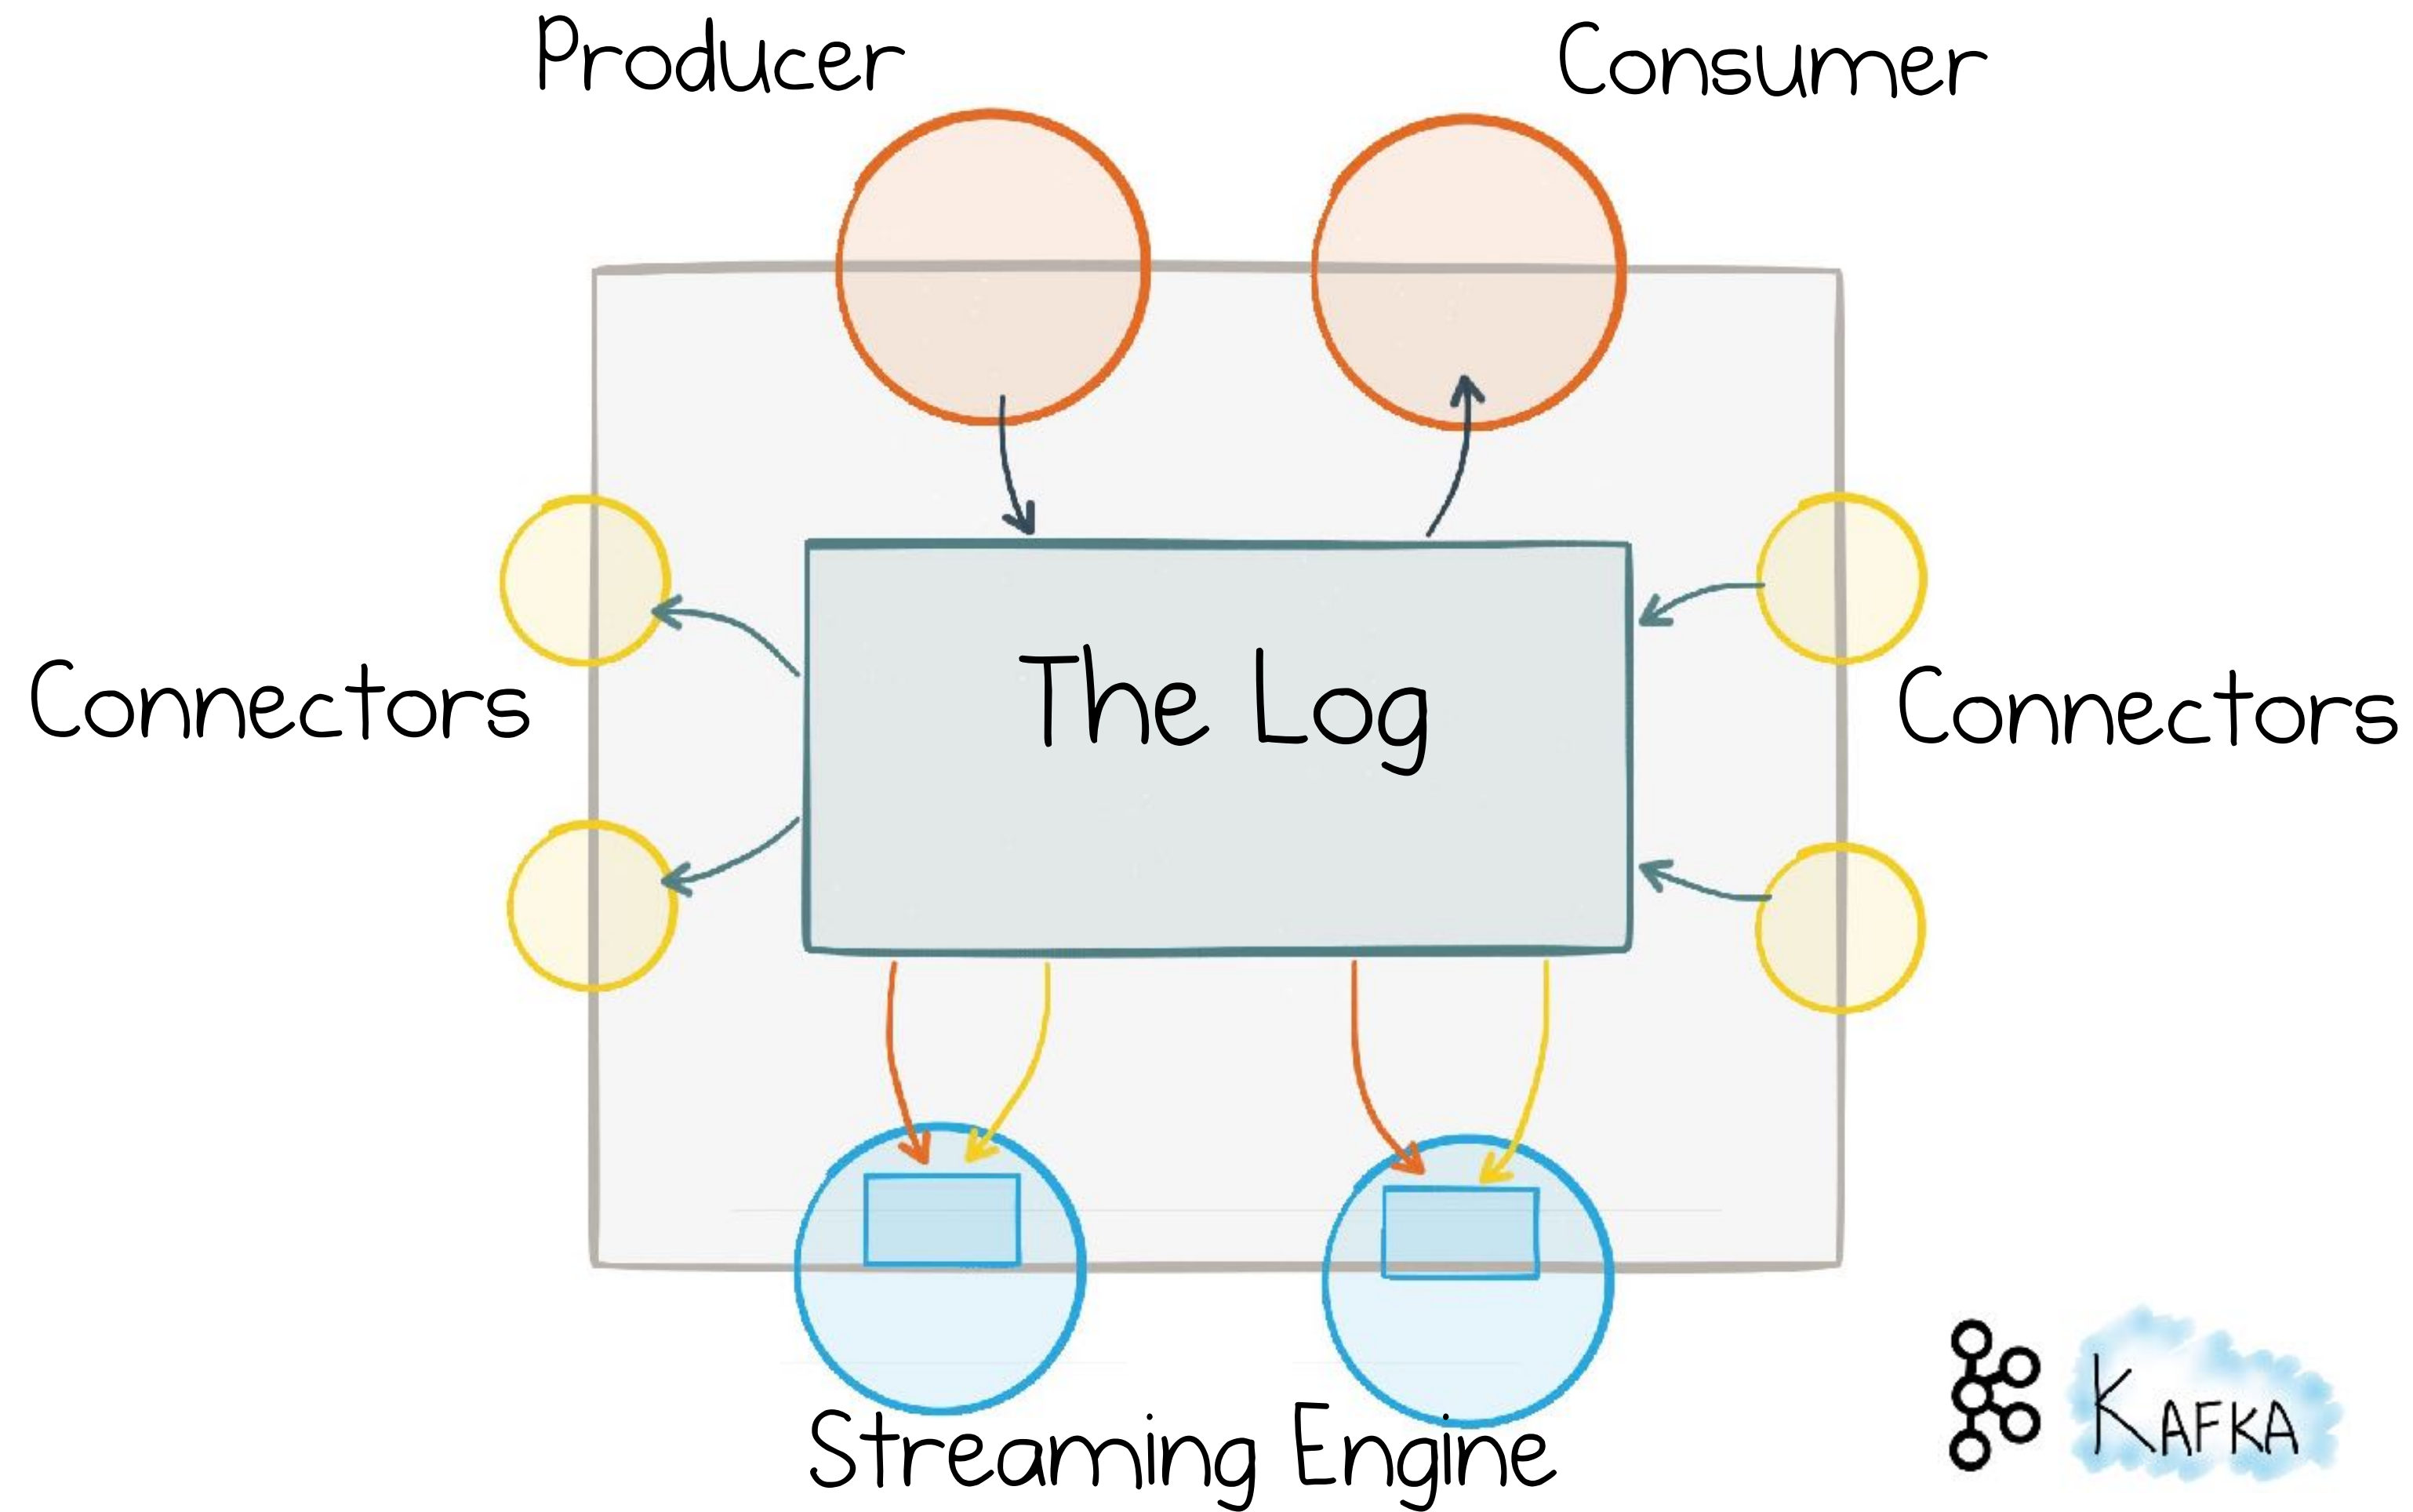 Producer
Consumer
The Log
Connectors
Connectors
Streaming Engine
KAFKA